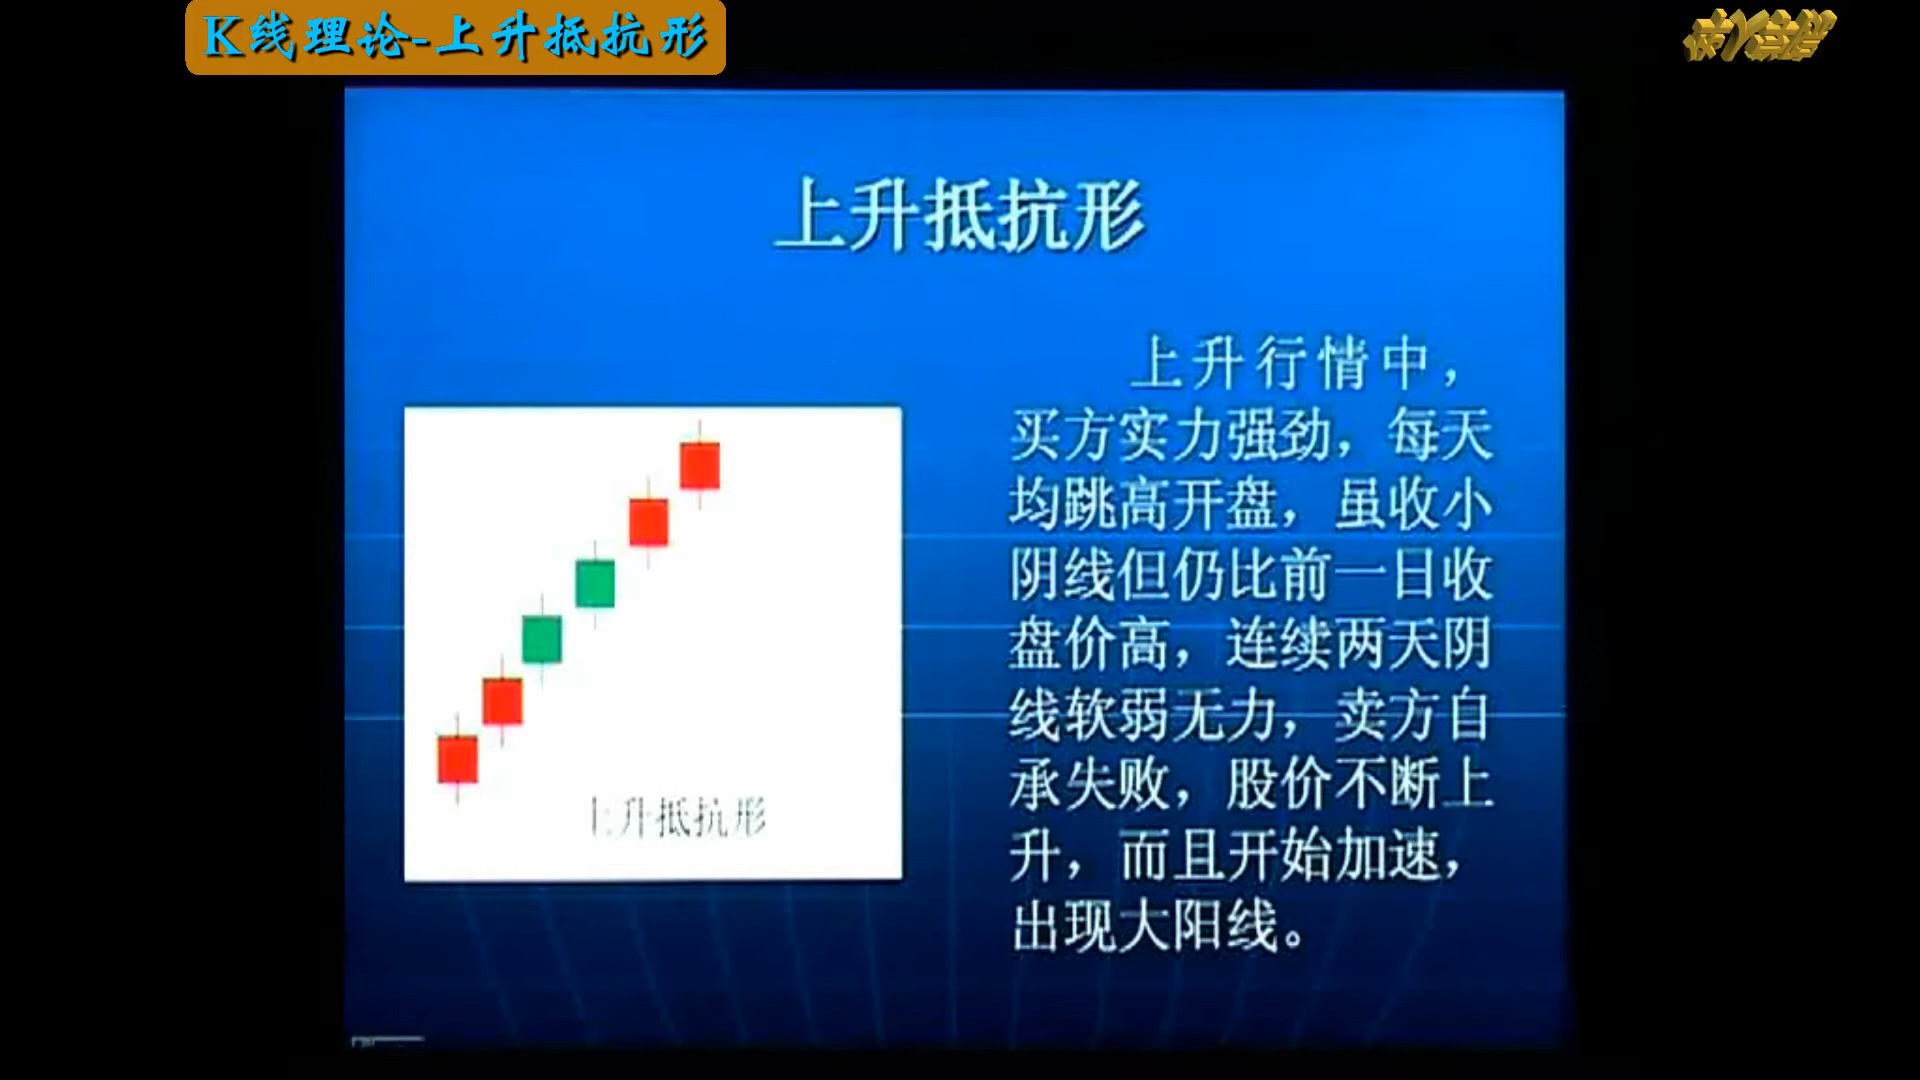 K线理论-上升抵抗形
上升抵抗形
上升行情中，
买方实力强劲，每天
均跳高开盘，虽收小
阴线但仍比前一日收
盘价高，连续两天阴
线软弱无力，卖方自
承失败，股价不断上
升，而且开始加速，
出现大阳线。
上升抵抗形